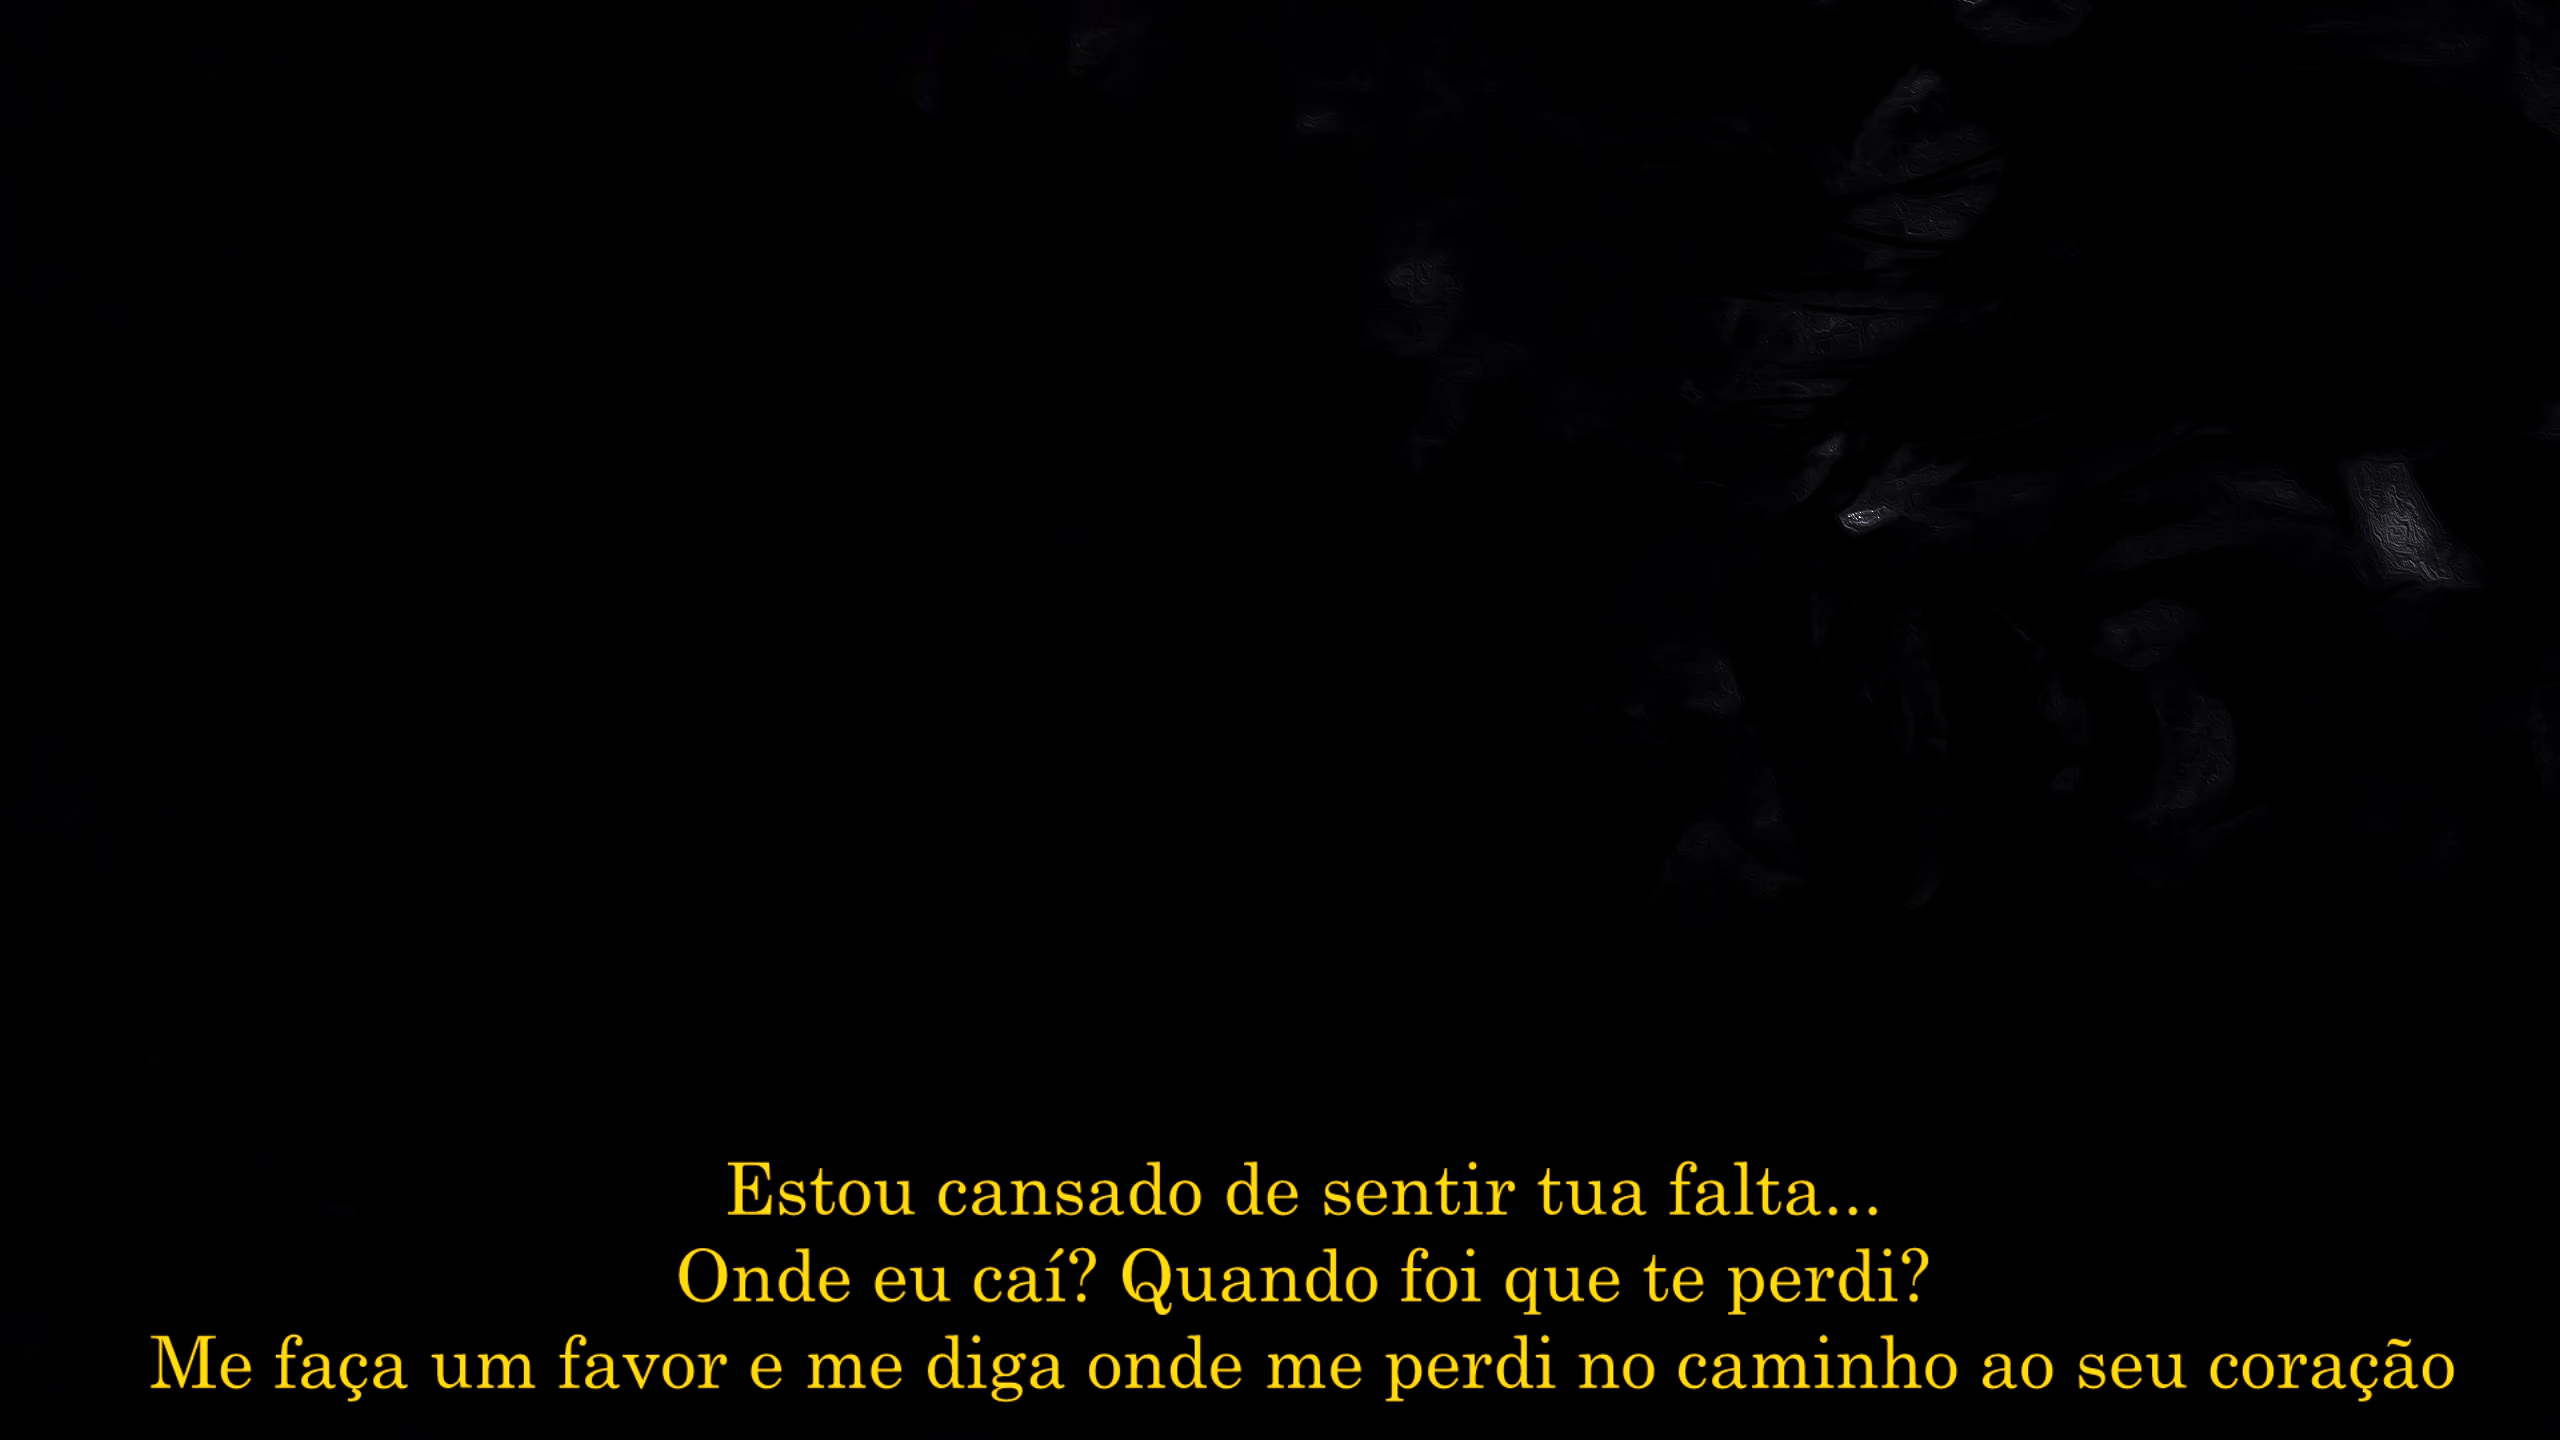 Estou cansado de sentir tua falta...
Onde eu caí? Quando foi que te perdi?
Me faça um favor e me diga onde me perdi no caminho ao seu coração